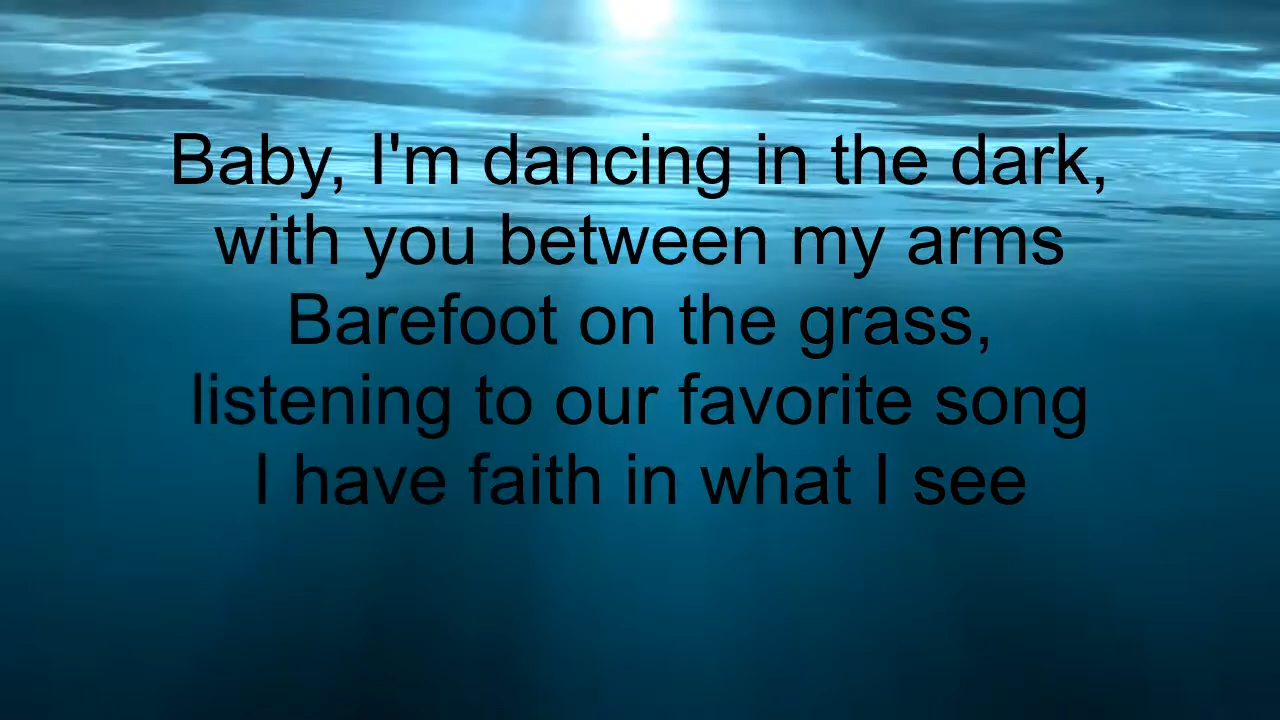 Baby, I'm dancing in the dark,
with you between my arms
Barefoot on the grass,
listening to our favorite song
I have faith in what I see